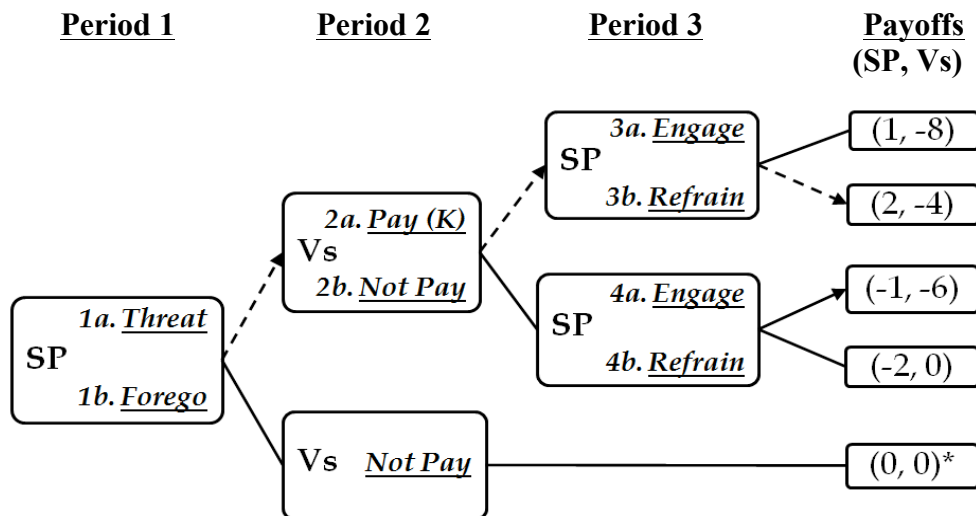 Period 1 Period 2 Period 3 Payoffs
(SP, Vs)
3a. Engage
SP
3b. Refrain
(1, -8)
(2, -4)
2a. Pay (K)
Vs
2b. Not Pay
4a. Engage
SP
4b. Refrain
(-1, -6)
(-2, 0)
1a. Threat
SP
1b. Forego
Vs Not Pay
(0, 0)*